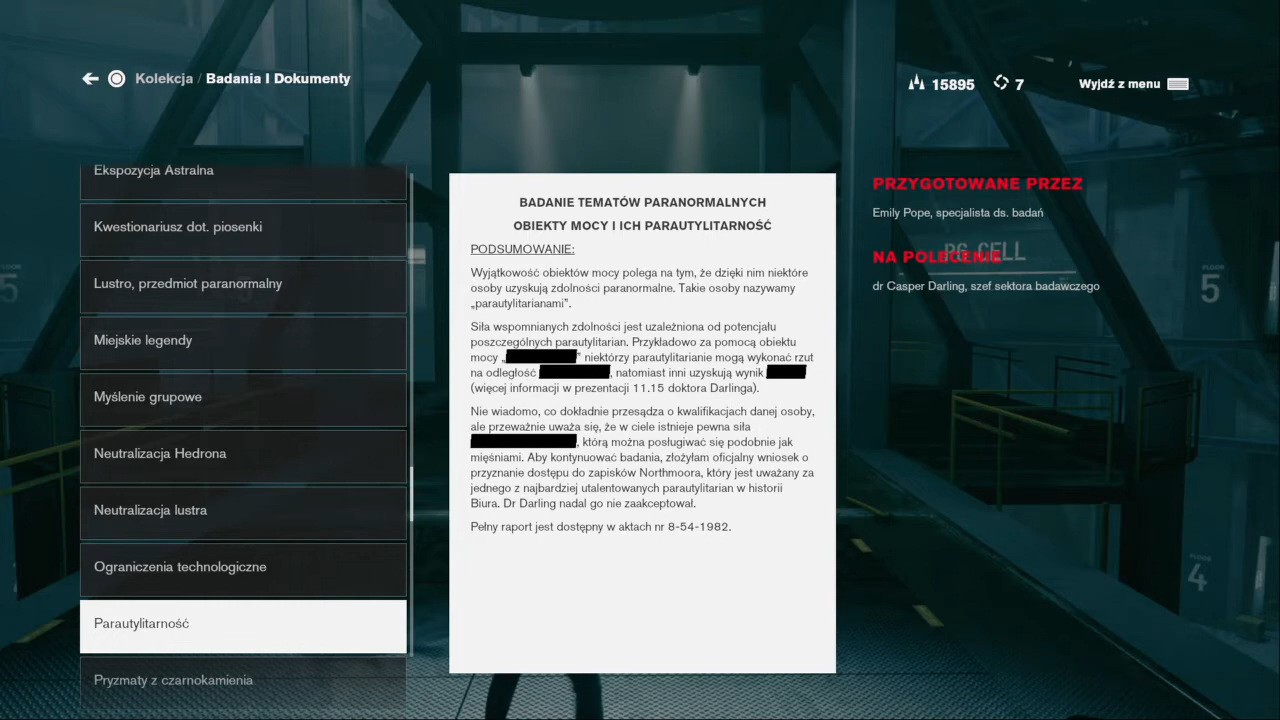 Kolekcja / Badania I Dokumenty
15895
7
Wyjdź z menu
Ekspozycja Astralna
Kwestionariusz dot. piosenki
Lustro, przedmiot paranormalny
Miejskie legendy
Myślenie grupowe
Neutralizacja Hedrona
Neutralizacja lustra
Ograniczenia technologiczne
Parautylitarność
Pryzmaty z czarnokamienia
BADANIE TEMATÓW PARANORMALNYCH
OBIEKTY MOCY I ICH PARAUTYLITARNOŚĆ
PODSUMOWANIE:
Wyjątkowość obiektów mocy polega na tym, że dzięki nim niektóre
osoby uzyskują zdolności paranormalne. Takie osoby nazywamy
„parautylitarianami”.
Siła wspomnianych zdolności jest uzależniona od potencjału
poszczególnych parautylitarian. Przykładowo za pomocą obiektu
mocy „ ” niektórzy parautylitarianie mogą wykonać rzut
na odległość , natomiast inni uzyskują wynik
(więcej informacji w prezentacji 11.15 doktora Darlinga).
Nie wiadomo, co dokładnie przesądza o kwalifikacjach danej osoby,
ale przeważnie uważa się, że w ciele istnieje pewna siła
, którą można posługiwać się podobnie jak
mięśniami. Aby kontynuować badania, złożyłam oficjalny wniosek o
przyznanie dostępu do zapisków Northmoora, który jest uważany za
jednego z najbardziej utalentowanych parautylitarian w historii
Biura. Dr Darling nadal go nie zaakceptował.
Pełny raport jest dostępny w aktach nr 8-54-1982.
PRZYGOTOWANE PRZEZ
Emily Pope, specjalista ds. badań
NA POLECENIE
dr Casper Darling, szef sektora badawczego
P6 CELL
FLOOR
5
FLOOR
5
FLOOR
4